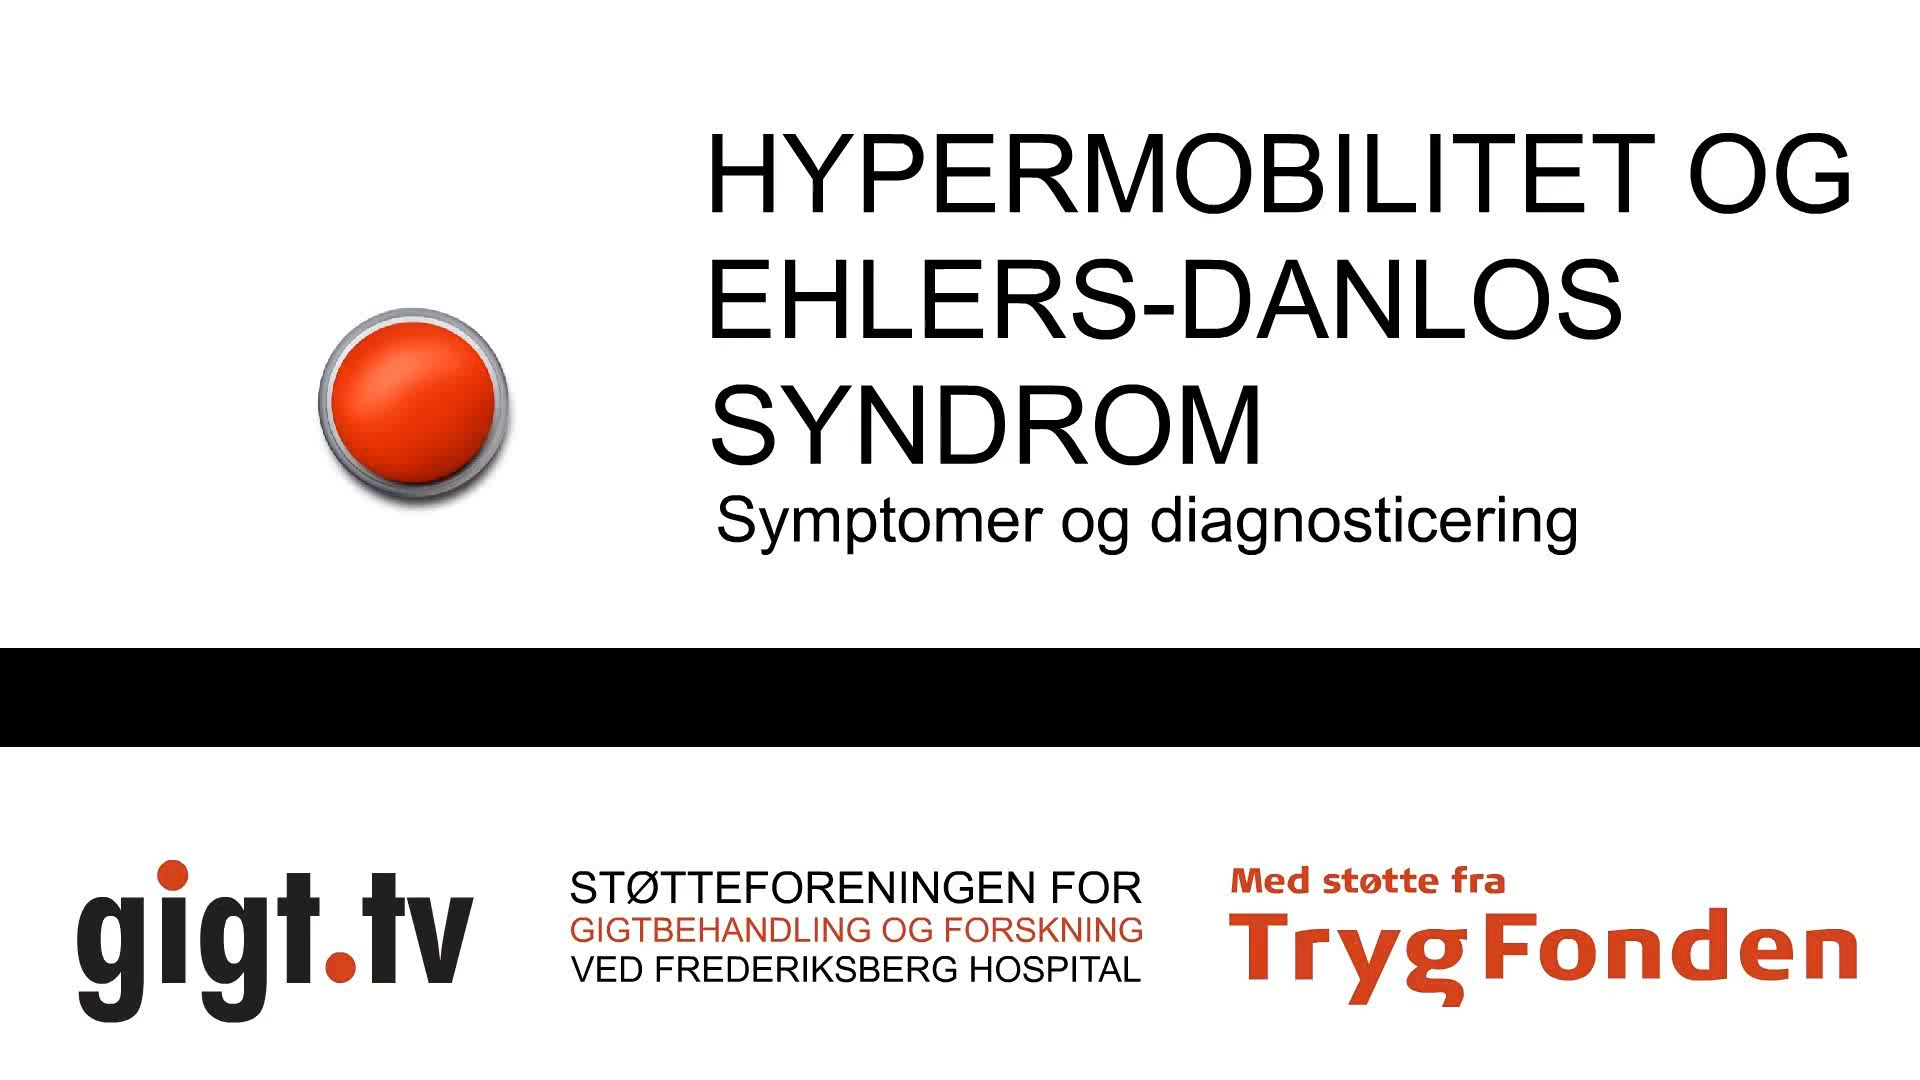 HYPERMOBILITET OG
EHLERS-DANLOS
SYNDROM
Symptomer og diagnosticering
gigt.tv
STØTTEFORENINGEN FOR
GIGTBEHANDLING OG FORSKNING
VED FREDERIKSBERG HOSPITAL
Med støtte fra
TrygFonden